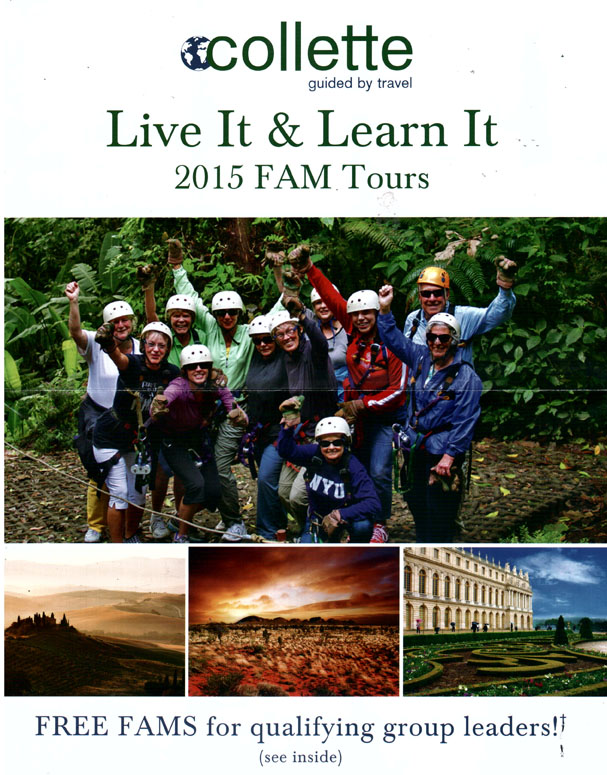 collette
guided by travel
Live It & Learn It
2015 FAM Tours
NYU
FREE FAMS for qualifying group leaders!†
(see inside)